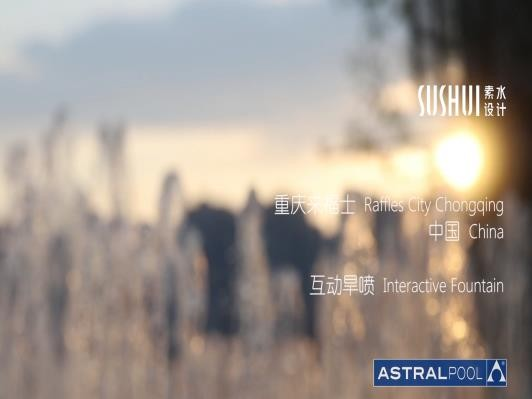 SUSHUI 素水
设计
重庆来福士 Raffles City Chongqing
中国 China
互动旱喷 Interactive Fountain
ASTRALPOOL